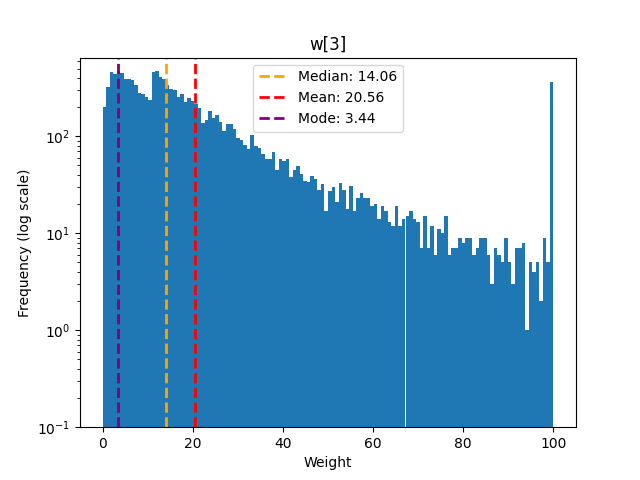 w[3]
Median: 14.06
Mean: 20.56
Mode: 3.44
Frequency (log scale)
10²
10¹
10⁰
10⁻¹
0 20 40 60 80 100
Weight